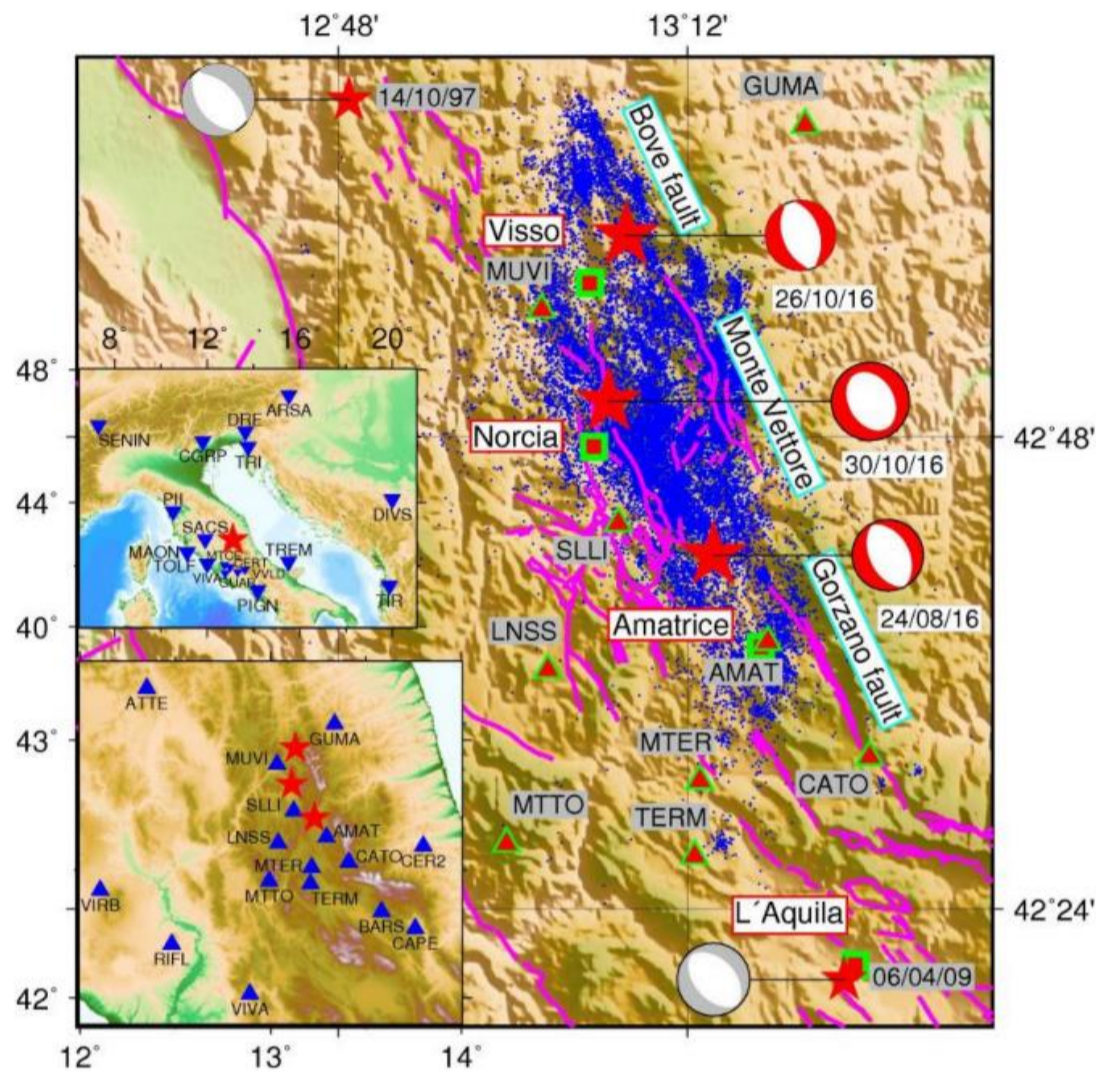 12°48'
13°12'
GUMA
14/10/97
Bove fault
Visso
MUVI
26/10/16
Monte Vettore
8°
12°
16°
20°
48°
Norcia
42°48'
30/10/16
ARSA
DRE
SENIN
CGRP
TRI
44°
PII
DIVS
SACS
MAON
TREM
TOLF
CERT
VIVA
GUAR
VVLD
PIGN
TIR
SLLI
24/08/16
Gorzano fault
40°
LNSS
Amatrice
AMAT
ATTE
43°
GUMA
MUVI
MTER
SLLI
CATO
MTTO
TERM
LNSS
AMAT
MTER
CATO
CER2
MTTO
TERM
VIRB
BARS
CAPE
RIFL
VIVA
L´Aquila
42°24'
06/04/09
42°
12°
13°
14°